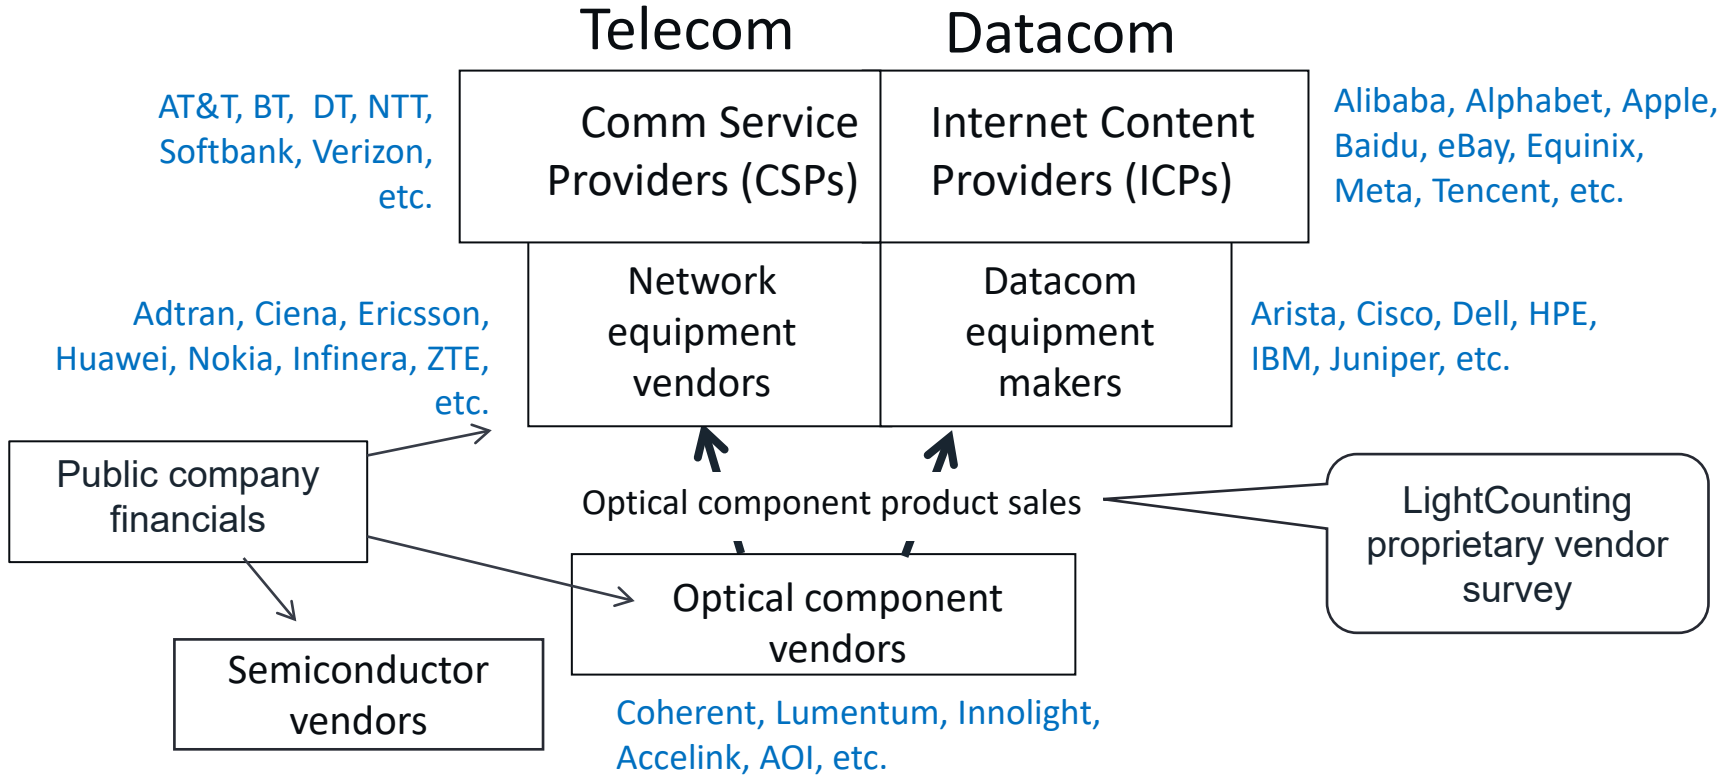 Telecom
Datacom
AT&T, BT,  DT, NTT,
Softbank, Verizon,
etc.
Comm Service
Providers (CSPs)
Internet Content
Providers (ICPs)
Alibaba, Alphabet, Apple,
Baidu, eBay, Equinix,
Meta, Tencent, etc.
Adtran, Ciena, Ericsson,
Huawei, Nokia, Infinera, ZTE,
etc.
Network
equipment
vendors
Datacom
equipment
makers
Arista, Cisco, Dell, HPE,
IBM, Juniper, etc.
Public company
financials
Optical component product sales
LightCounting
proprietary vendor
survey
Optical component
vendors
Semiconductor
vendors
Coherent, Lumentum, Innolight,
Accelink, AOI, etc.